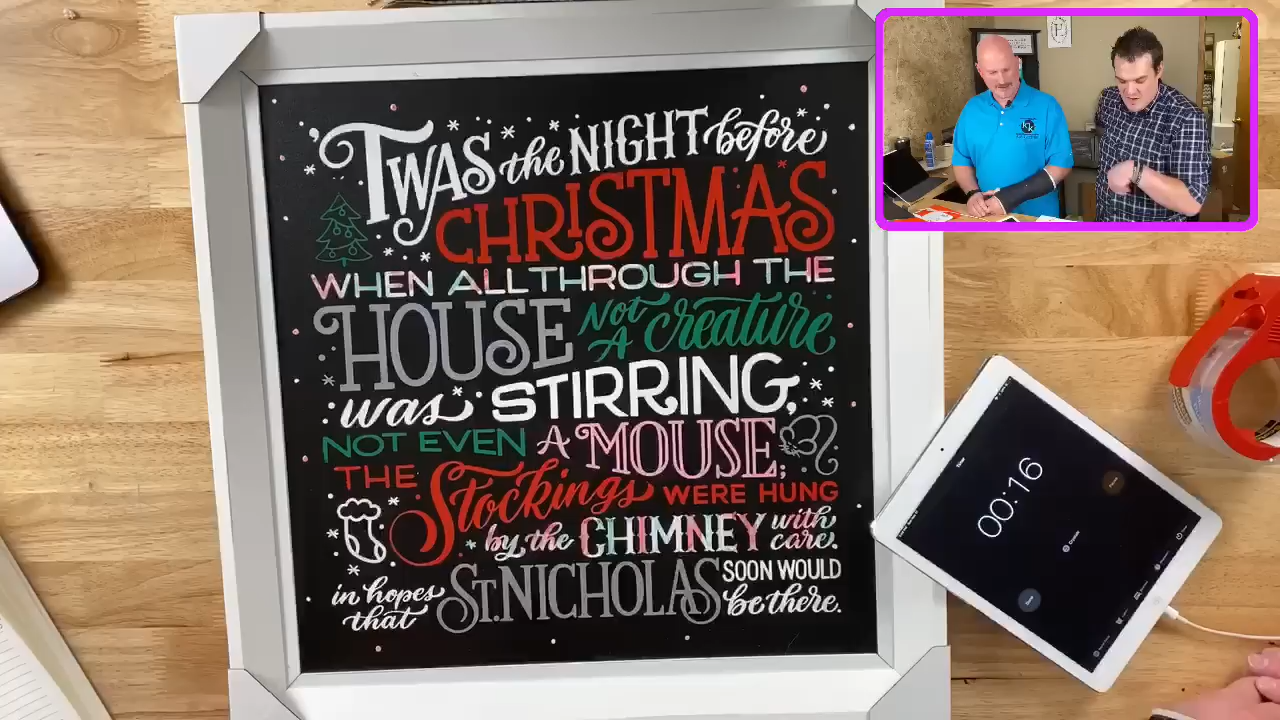 'TWAS the NIGHT before
CHRISTMAS
WHEN ALL THROUGH THE
HOUSE Not A creature
was STIRRING,
NOT EVEN A MOUSE;
THE Stockings WERE HUNG
by the CHIMNEY with care.
in hopes that ST. NICHOLAS SOON WOULD be there.
00:16